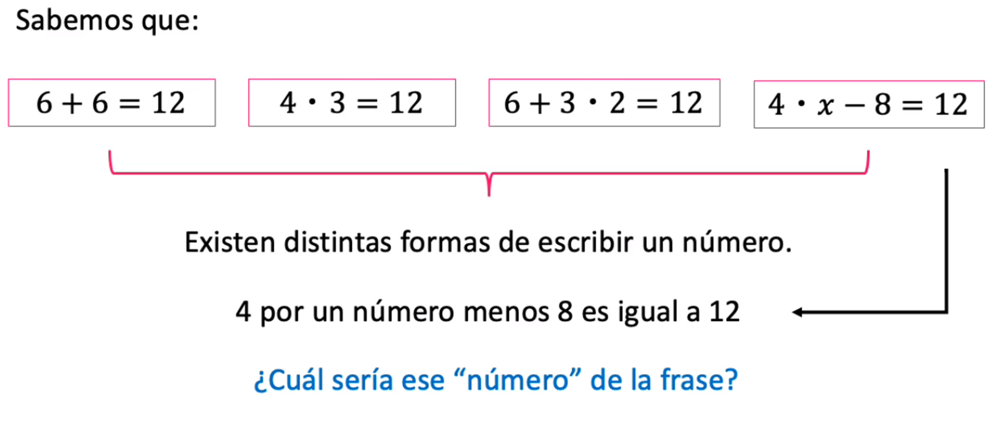 Sabemos que:
6 + 6 = 12
4 · 3 = 12
6 + 3 · 2 = 12
4 · x − 8 = 12
Existen distintas formas de escribir un número.
4 por un número menos 8 es igual a 12
¿Cuál sería ese “número” de la frase?